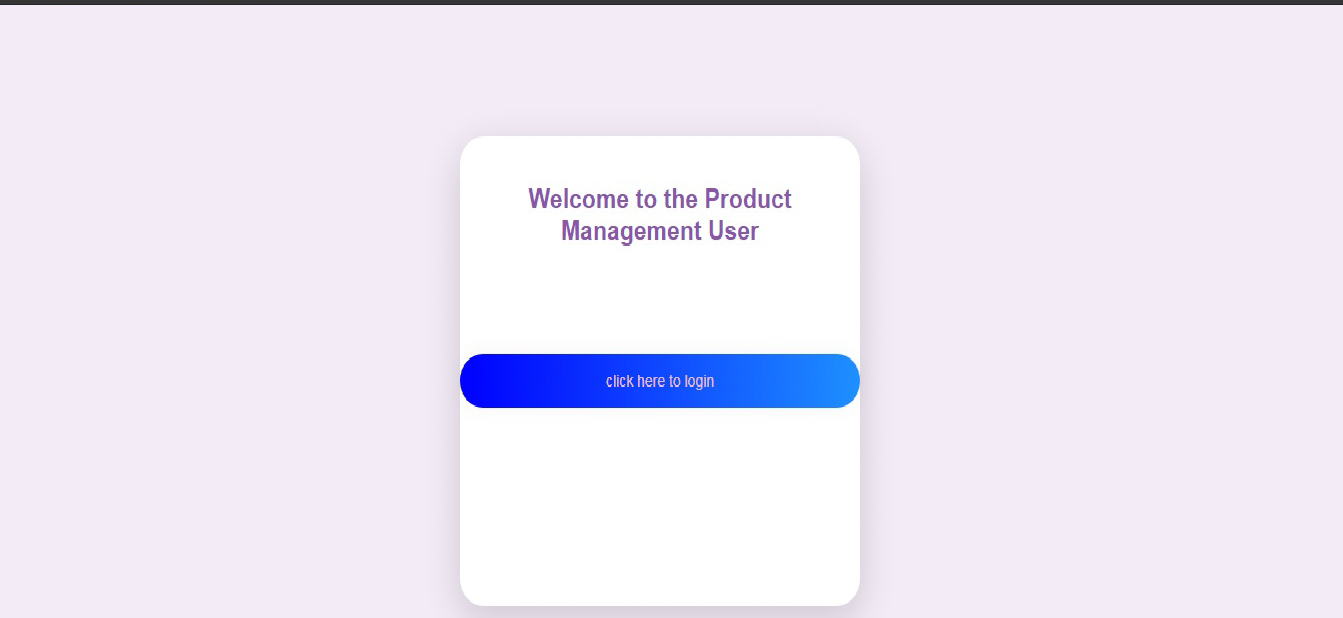 Welcome to the Product
Management User
click here to login